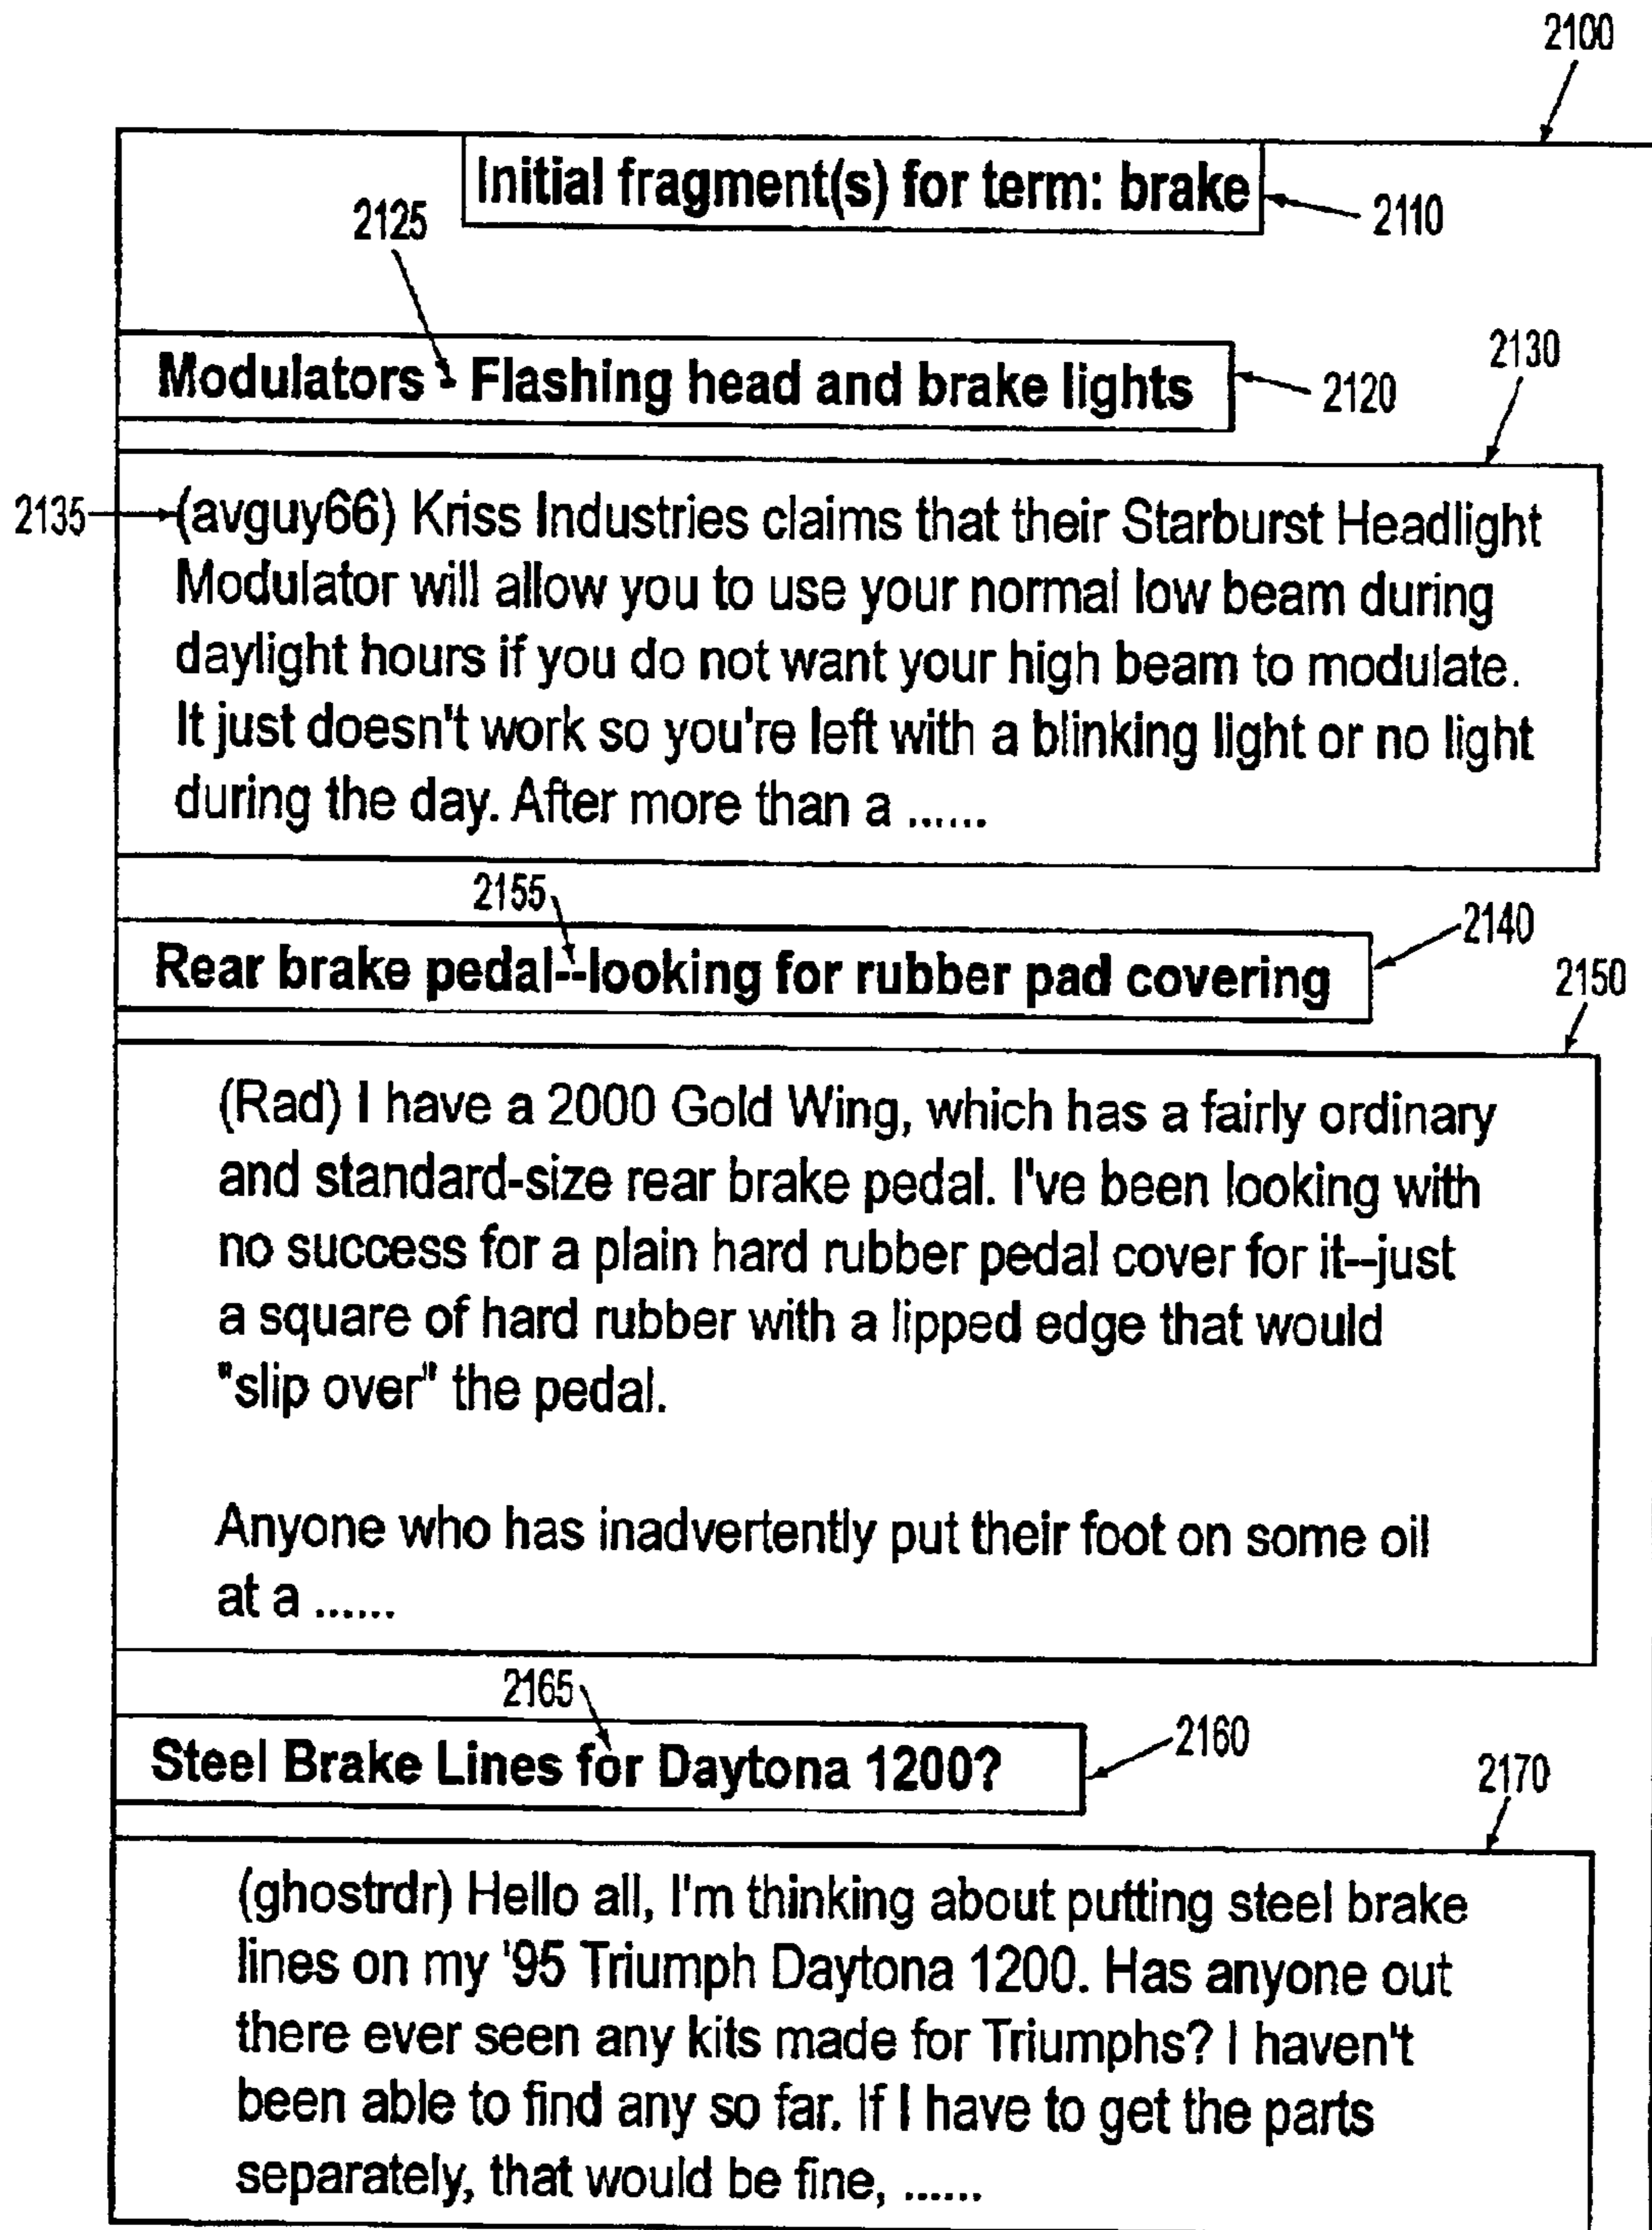 2100
Initial fragment(s) for term: brake
2110
2125
Modulators - Flashing head and brake lights
2120
2130
2135
(avguy66) Kriss Industries claims that their Starburst Headlight
Modulator will allow you to use your normal low beam during
daylight hours if you do not want your high beam to modulate.
It just doesn't work so you're left with a blinking light or no light
during the day. After more than a ......
2155
Rear brake pedal--looking for rubber pad covering
2140
2150
(Rad) I have a 2000 Gold Wing, which has a fairly ordinary
and standard-size rear brake pedal. I've been looking with
no success for a plain hard rubber pedal cover for it--just
a square of hard rubber with a lipped edge that would
"slip over" the pedal.
Anyone who has inadvertently put their foot on some oil
at a ......
2165
Steel Brake Lines for Daytona 1200?
2160
2170
(ghostrdr) Hello all, I'm thinking about putting steel brake
lines on my '95 Triumph Daytona 1200. Has anyone out
there ever seen any kits made for Triumphs? I haven't
been able to find any so far. If I have to get the parts
separately, that would be fine, ......